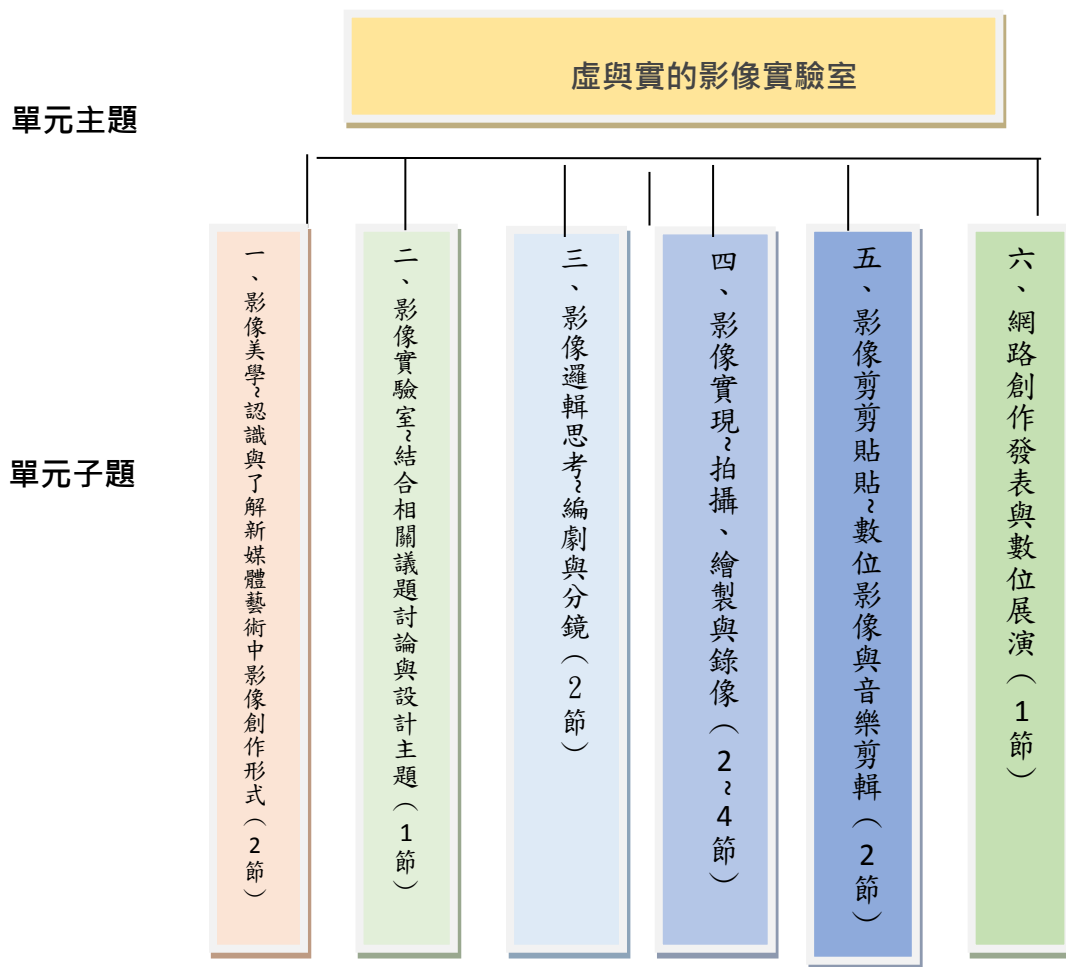 虛與實的影像實驗室
單元主題
單元子題
一、影像美學~認識與了解新媒體藝術中影像創作形式（2節）
二、影像實驗室~結合相關議題討論與設計主題（1節）
三、影像邏輯思考~編劇與分鏡（2節）
四、影像實現~拍攝、繪製與錄像（2~4節）
五、影像剪剪貼貼~數位影像與音樂剪輯（2節）
六、網路創作發表與數位展演（1節）